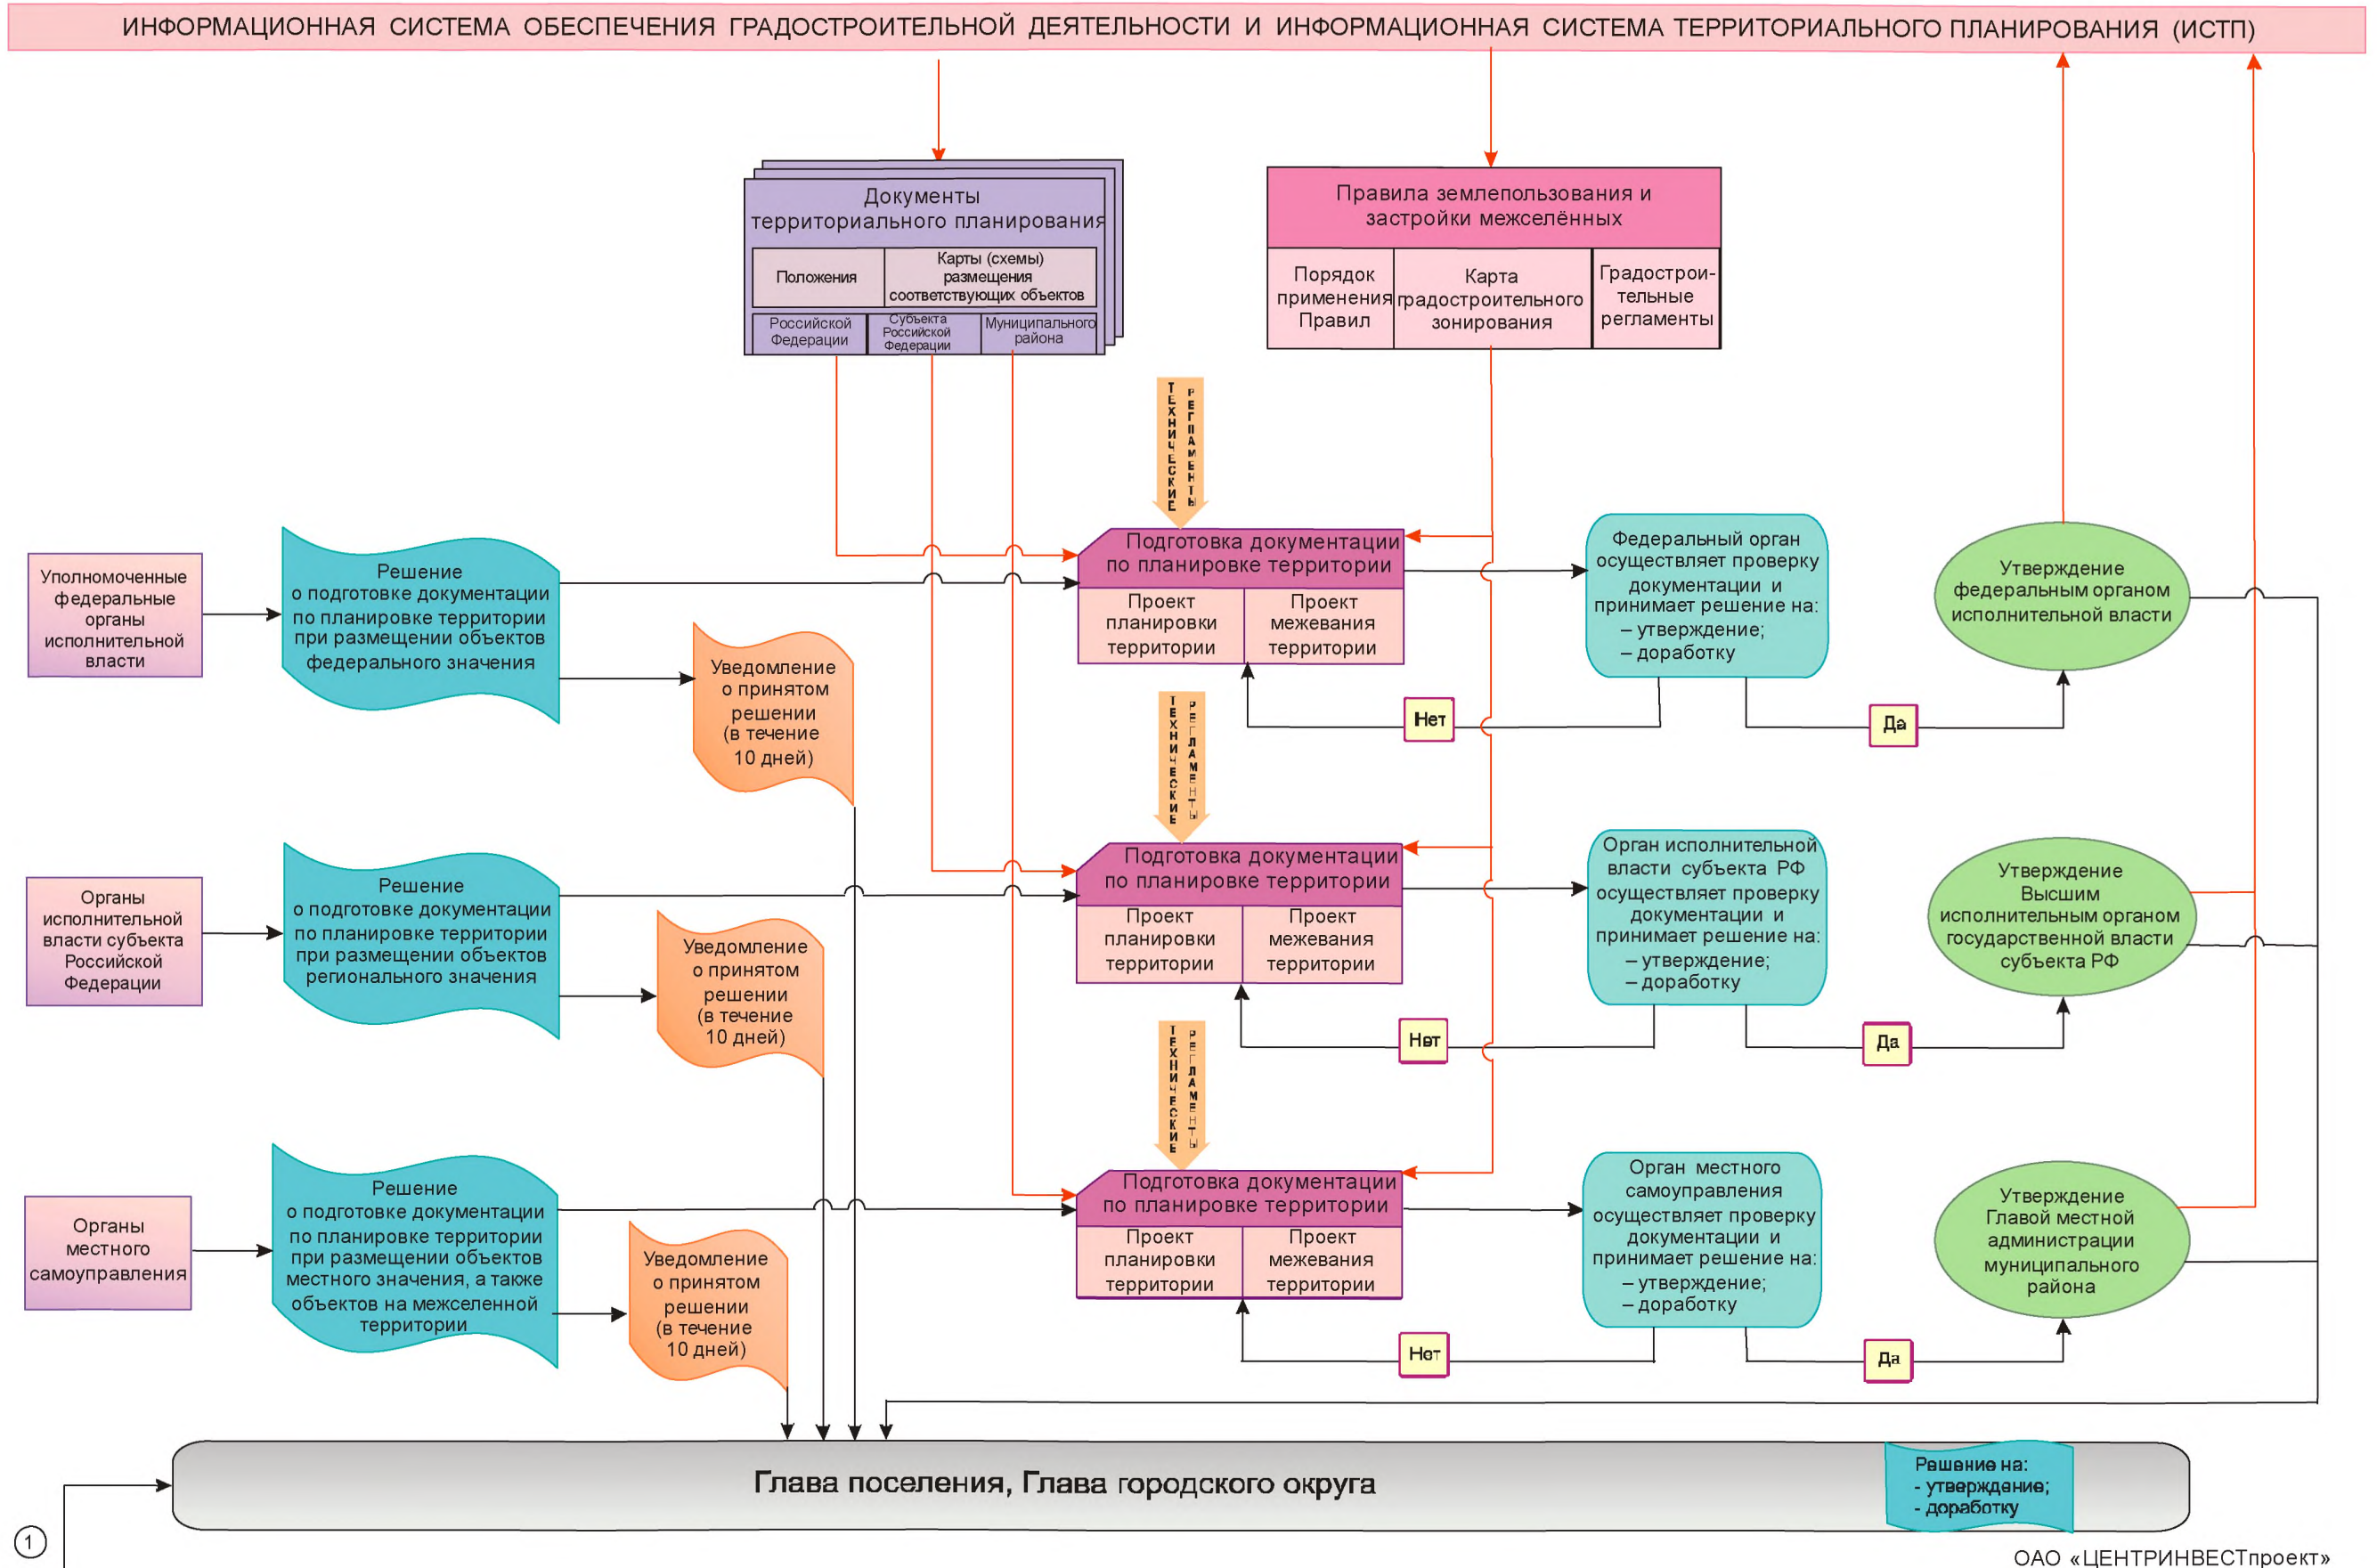 ИНФОРМАЦИОННАЯ СИСТЕМА ОБЕСПЕЧЕНИЯ ГРАДОСТРОИТЕЛЬНОЙ ДЕЯТЕЛЬНОСТИ И ИНФОРМАЦИОННАЯ СИСТЕМА ТЕРРИТОРИАЛЬНОГО ПЛАНИРОВАНИЯ (ИСТП)
Документы
территориального планирования
Положения
Карты (схемы)
размещения
соответствующих объектов
Российской
Федерации
Субъекта
Российской
Федерации
Муниципального
района
Правила землепользования и
застройки межселённых
Порядок
применения
Правил
Карта
градостроительного
зонирования
Градострои-
тельные
регламенты
ТЕХНИЧЕСКИЕ
РЕГЛАМЕНТЫ
Уполномоченные
федеральные
органы
исполнительной
власти
Решение
о подготовке документации
по планировке территории
при размещении объектов
федерального значения
Уведомление
о принятом
решении
(в течение
10 дней)
Подготовка документации
по планировке территории
Проект
планировки
территории
Проект
межевания
территории
Федеральный орган
осуществляет проверку
документации и
принимает решение на:
– утверждение;
– доработку
Утверждение
федеральным органом
исполнительной власти
Нет
Да
ТЕХНИЧЕСКИЕ
РЕГЛАМЕНТЫ
Органы
исполнительной
власти субъекта
Российской
Федерации
Решение
о подготовке документации
по планировке территории
при размещении объектов
регионального значения
Уведомление
о принятом
решении
(в течение
10 дней)
Подготовка документации
по планировке территории
Проект
планировки
территории
Проект
межевания
территории
Орган исполнительной
власти субъекта РФ
осуществляет проверку
документации и
принимает решение на:
– утверждение;
– доработку
Утверждение
Высшим
исполнительным органом
государственной власти
субъекта РФ
Нет
Да
ТЕХНИЧЕСКИЕ
РЕГЛАМЕНТЫ
Органы
местного
самоуправления
Решение
о подготовке документации
по планировке территории
при размещении объектов
местного значения, а также
объектов на межселенной
территории
Уведомление
о принятом
решении
(в течение
10 дней)
Подготовка документации
по планировке территории
Проект
планировки
территории
Проект
межевания
территории
Орган местного
самоуправления
осуществляет проверку
документации и
принимает решение на:
– утверждение;
– доработку
Утверждение
Главой местной
администрации
муниципального
района
Нет
Да
Глава поселения, Глава городского округа
Решение на:
- утверждение;
- доработку
1
ОАО «ЦЕНТРИНВЕСТпроект»